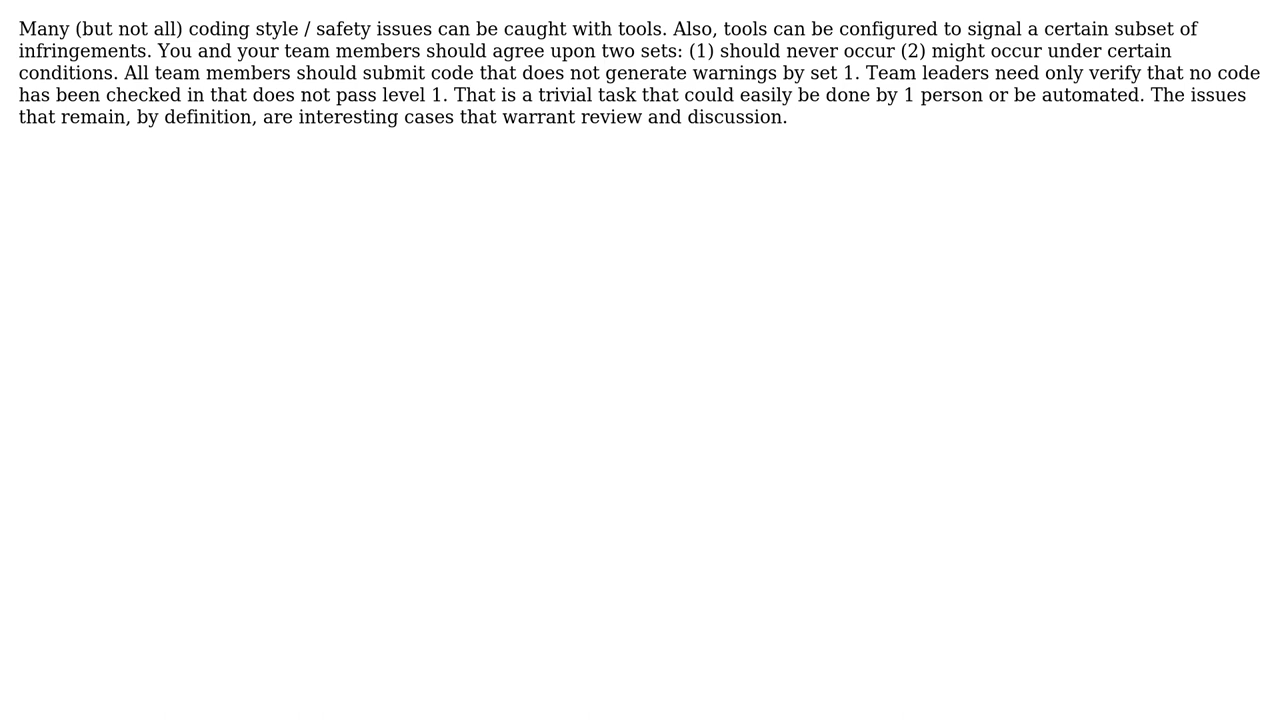 Many (but not all) coding style / safety issues can be caught with tools. Also, tools can be configured to signal a certain subset of
infringements. You and your team members should agree upon two sets: (1) should never occur (2) might occur under certain
conditions. All team members should submit code that does not generate warnings by set 1. Team leaders need only verify that no code
has been checked in that does not pass level 1. That is a trivial task that could easily be done by 1 person or be automated. The issues
that remain, by definition, are interesting cases that warrant review and discussion.